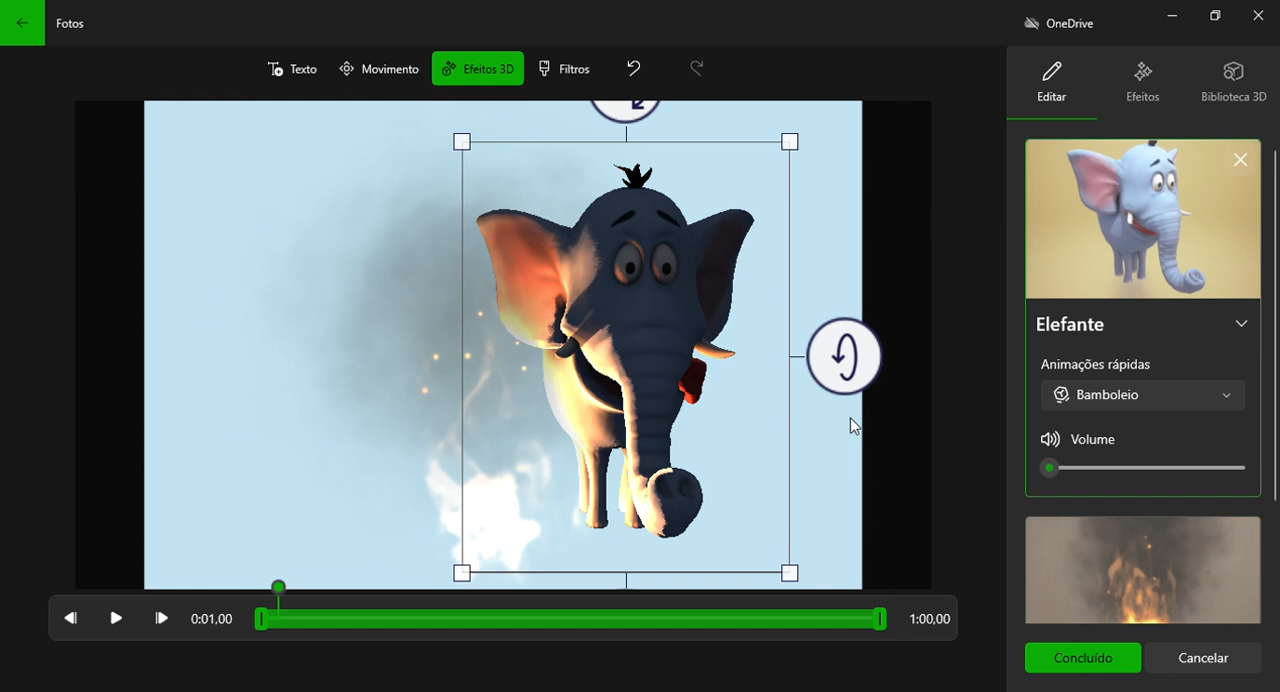 Fotos
OneDrive
Texto
Movimento
Efeitos 3D
Filtros
Editar
Efeitos
Biblioteca 3D
Elefante
Animações rápidas
Bamboleio
Volume
0:01,00
1:00,00
Concluído
Cancelar